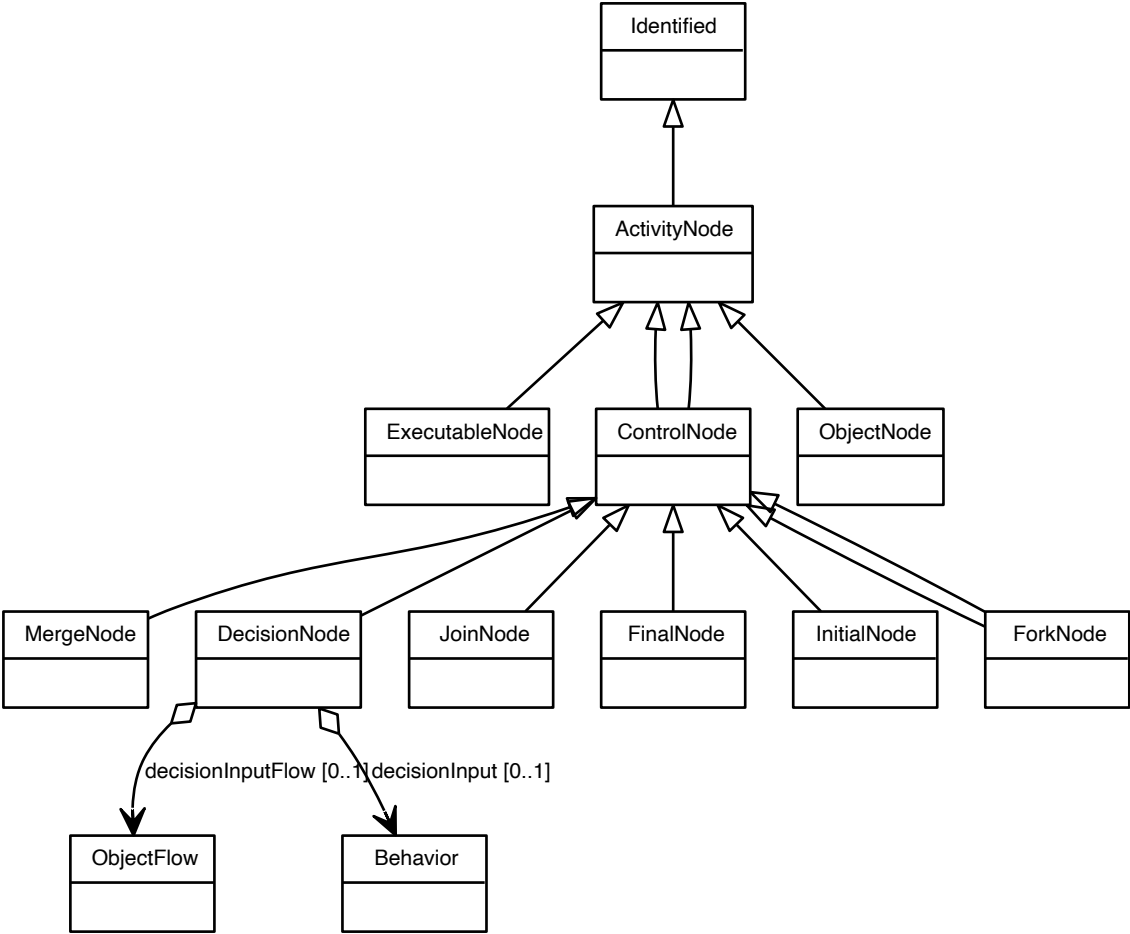 Identified
ActivityNode
ExecutableNode
ControlNode
ObjectNode
MergeNode
DecisionNode
JoinNode
FinalNode
InitialNode
ForkNode
decisionInputFlow [0..1]
decisionInput [0..1]
ObjectFlow
Behavior